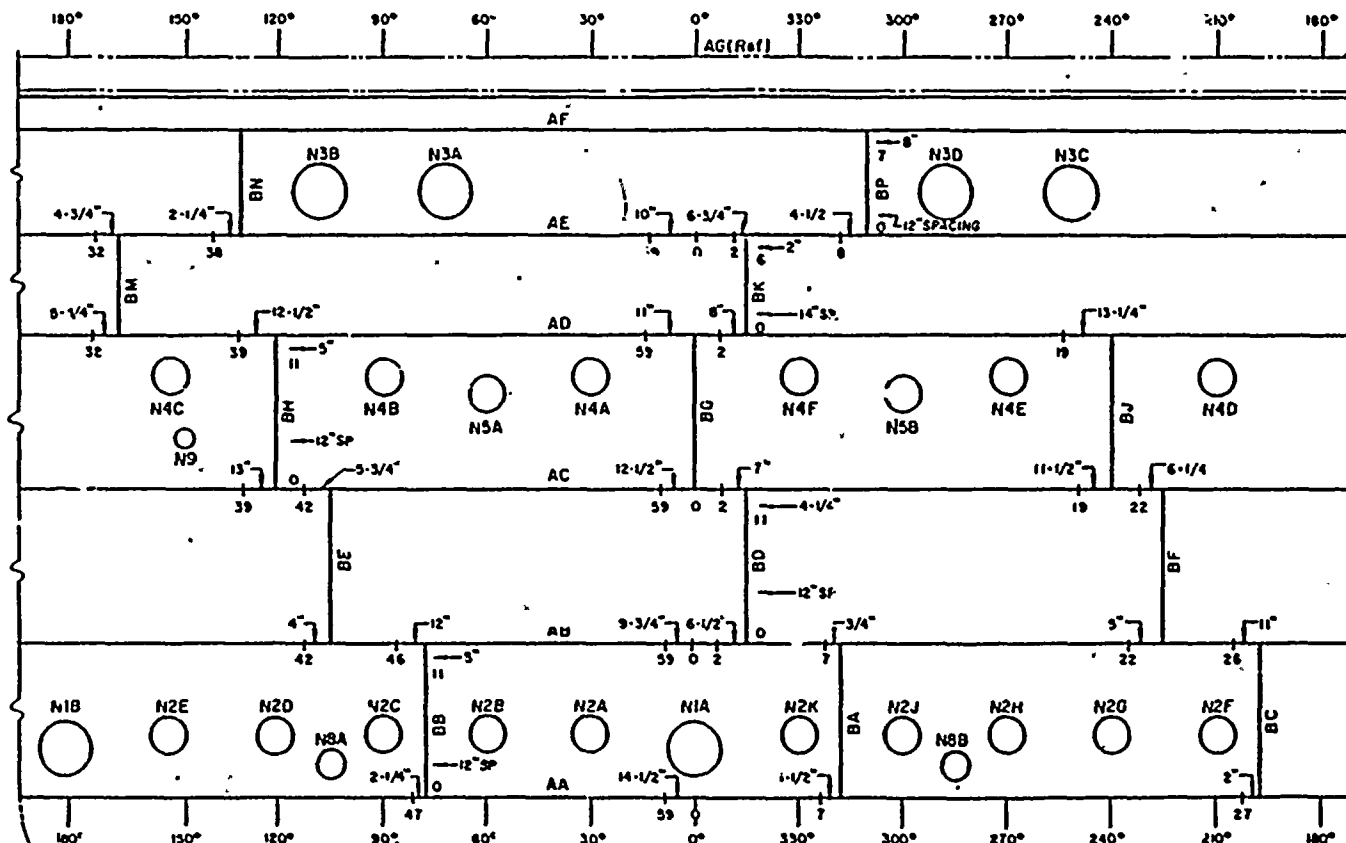 180° 150° 90° 120° 60° 30° 0° 330° 300° 270° 240° 210° 180°
AG(Ref)
AF
N3B N3A N3D N3C
BN BP 8"
7
4-3/4" 2-1/4" AE 10" 6-3/4" 4-1/2 0 12" SPACING
32 38 0 2 8
BM BK 2"
6
12-1/2" AD 11" 8" 0 14" SP. 13-1/4"
32 39 59 2 19
BH 11 5" BG BJ
N4C N4B N5A N4A N4F N5B N4E N4D
N9 12" SP
13" 0 5-3/4" AC 12-1/2" 7" 11-1/2" 6-1/4
39 42 59 0 2 19 22
11 4-1/4"
BE BD BF
12" SP
4" 12" AB 9-3/4" 6-1/2" 0 3/4" 5" 11"
42 46 59 0 2 7 22 26
11 5"
N1B N2E N2D N2C BB N2B N2A N1A N2K BA N2J N2H N2G N2F BC
N8A N8B
12" SP
2-1/4" 0 AA 14-1/2" 1-1/2" 2"
47 59 0 7 27
180° 150° 120° 90° 60° 30° 0° 330° 300° 270° 240° 210° 180°